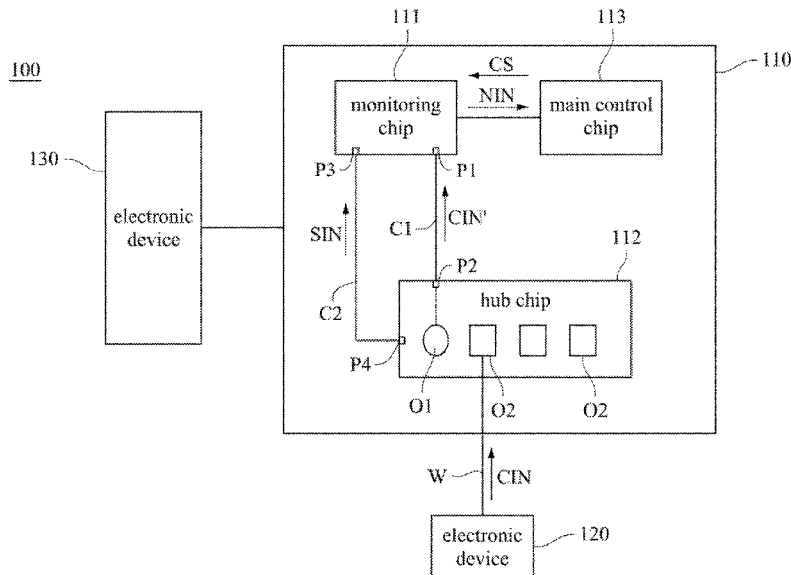 111
113
100
CS
110
monitoring
chip
NIN
main control
chip
130
P3
P1
electronic
device
SIN
C1
CIN'
112
P2
hub chip
C2
P4
O1
O2
O2
W
CIN
electronic
device
120